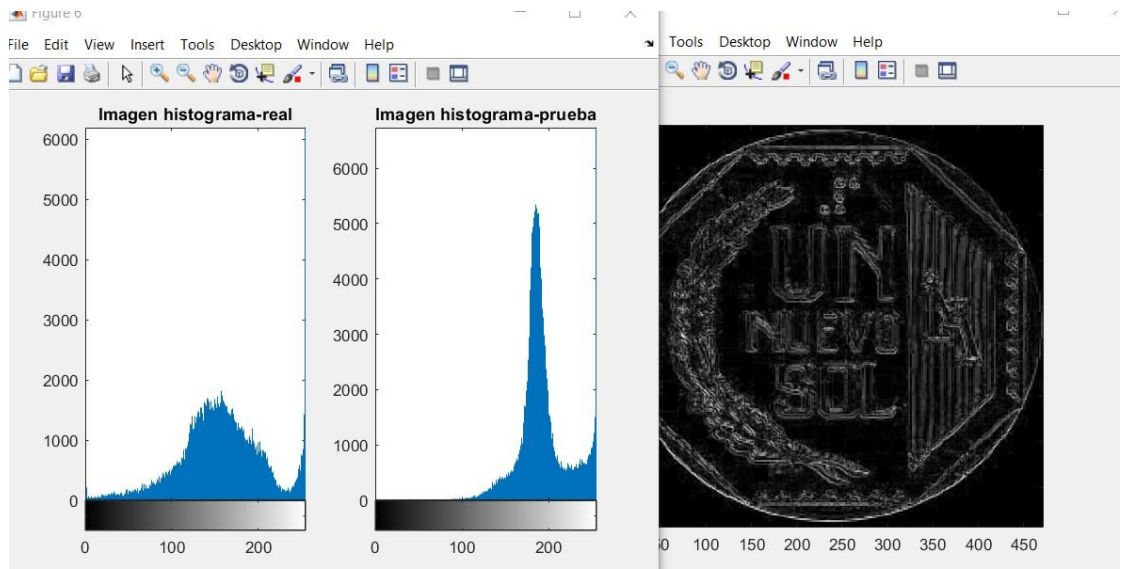 Figure 6
File Edit View Insert Tools Desktop Window Help
Imagen histograma-real
6000
5000
4000
3000
2000
1000
0
0 100 200
Imagen histograma-prueba
6000
5000
4000
3000
2000
1000
0
0 100 200
Tools Desktop Window Help
UN
NUEVO
SOL
50 100 150 200 250 300 350 400 450